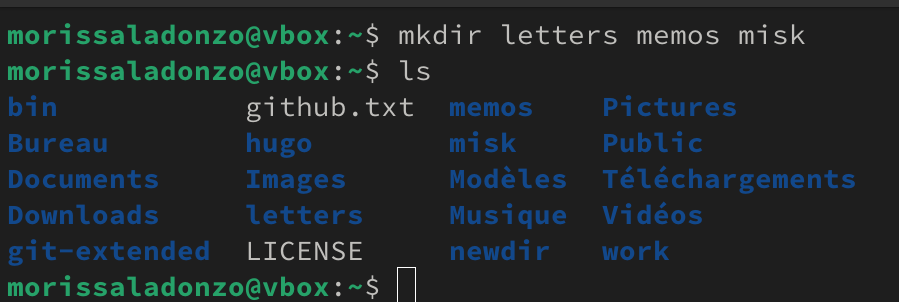 morissaladonzo@vbox:~$ mkdir letters memos misk
morissaladonzo@vbox:~$ ls
bin github.txt memos Pictures
Bureau hugo misk Public
Documents Images Modèles Téléchargements
Downloads letters Musique Vidéos
git-extended LICENSE newdir work
morissaladonzo@vbox:~$